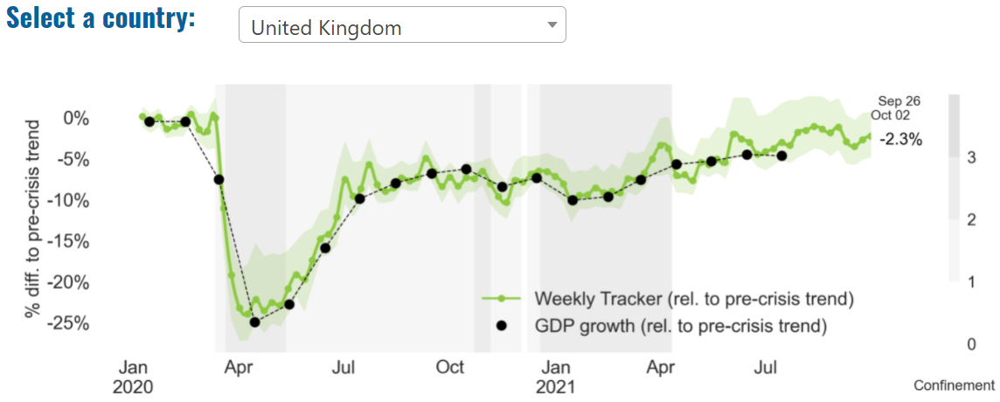 Select a country:
United Kingdom
% diff. to pre-crisis trend
0%
-5%
-10%
-15%
-20%
-25%
Sep 26
Oct 02
-2.3%
3
2
1
0
Weekly Tracker (rel. to pre-crisis trend)
GDP growth (rel. to pre-crisis trend)
Jan Apr Jul Oct Jan Apr Jul
2020 2021
Confinement